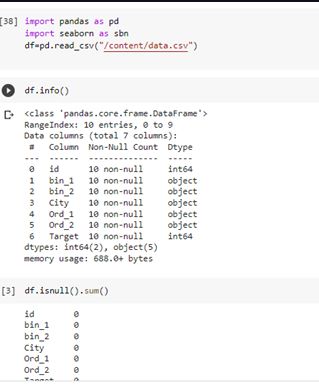 [38] import pandas as pd
import seaborn as sbn
df=pd.read_csv("/content/data.csv")
df.info()
<class 'pandas.core.frame.DataFrame'>
RangeIndex: 10 entries, 0 to 9
Data columns (total 7 columns):
#   Column  Non-Null Count  Dtype
---  ------  --------------  -----
0   id      10 non-null     int64
1   bin_1   10 non-null     object
2   bin_2   10 non-null     object
3   City    10 non-null     object
4   Ord_1   10 non-null     object
5   Ord_2   10 non-null     object
6   Target  10 non-null     int64
dtypes: int64(2), object(5)
memory usage: 688.0+ bytes
[3] df.isnull().sum()
id        0
bin_1     0
bin_2     0
City      0
Ord_1     0
Ord_2     0
Target    0